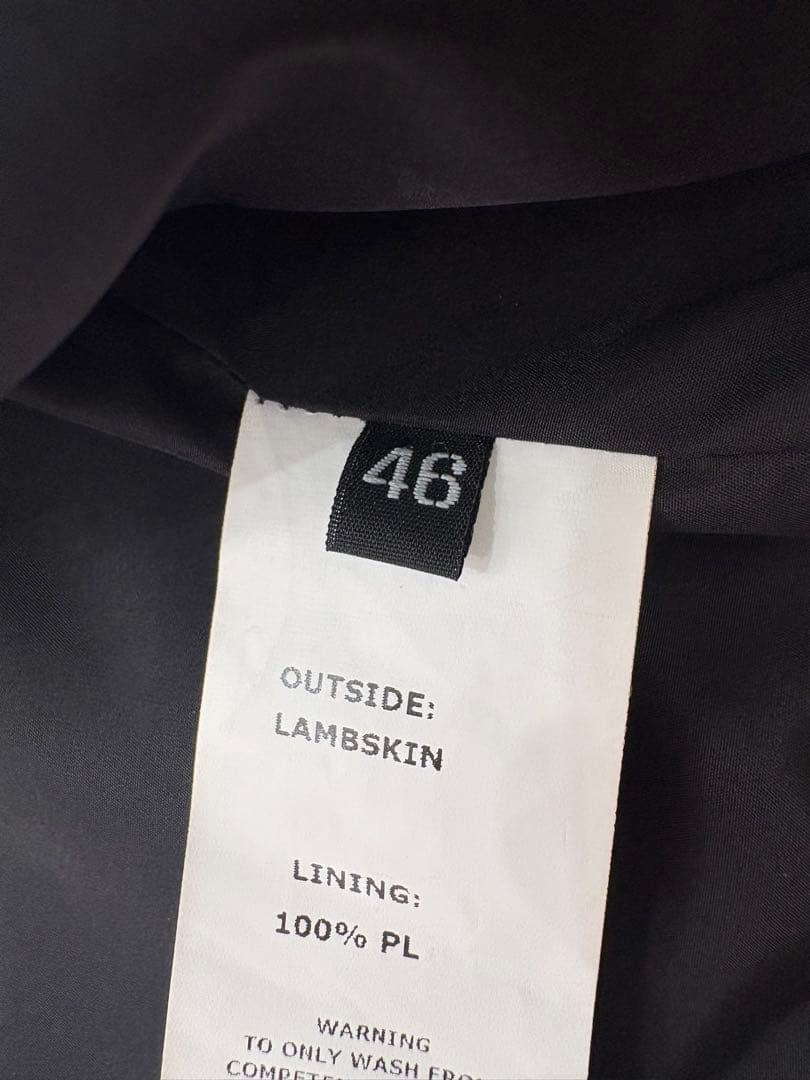 46
OUTSIDE:
LAMBSKIN
LINING:
100% PL
WARNING
TO ONLY WASH